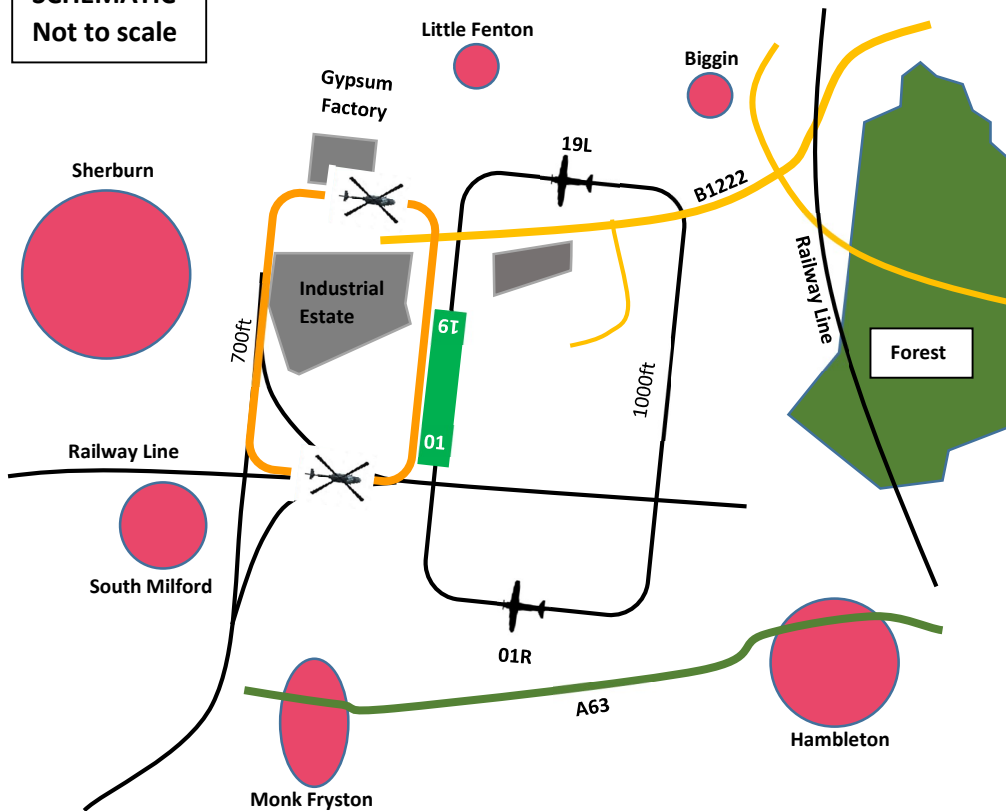 SCHEMATIC
Not to scale
Little Fenton
Biggin
Gypsum
Factory
19L
Sherburn
B1222
Railway Line
Industrial
Estate
19
700ft
1000ft
Forest
01
Railway Line
South Milford
01R
A63
Hambleton
Monk Fryston